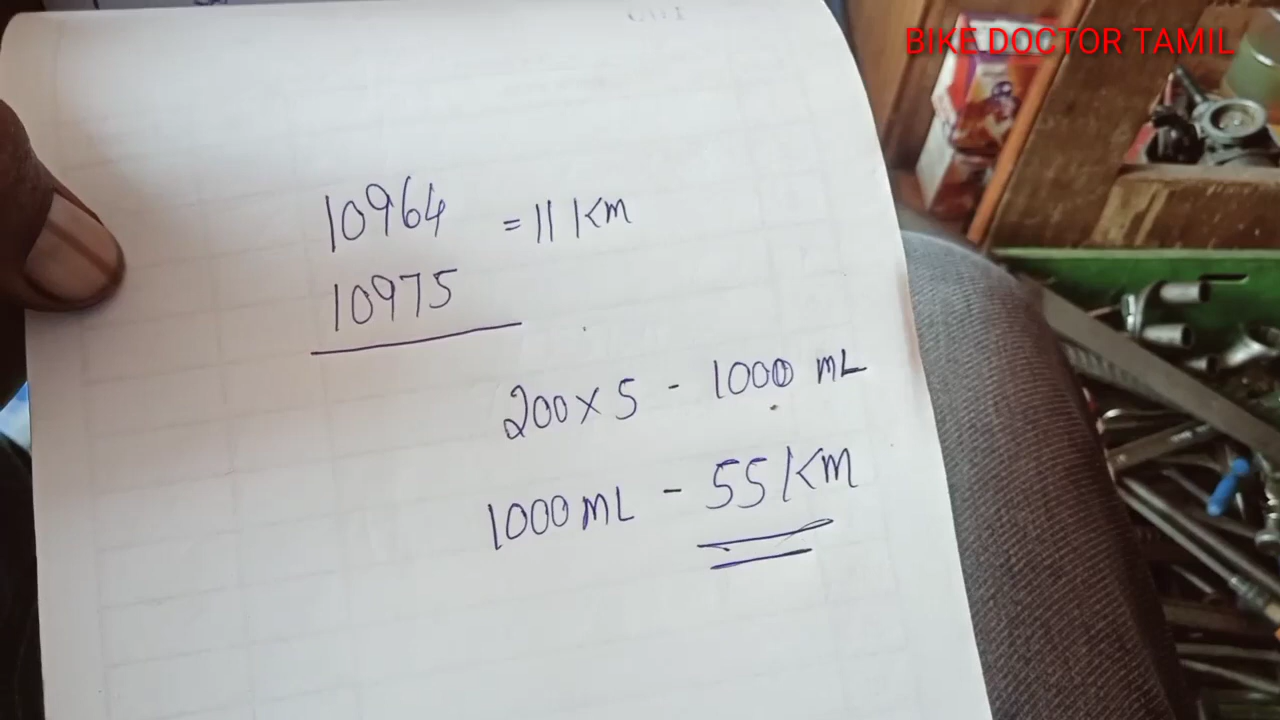 BIKE DOCTOR TAMIL
10964 = 11 Km
10975
200 x 5 - 1000 mL
1000 mL - 55 Km